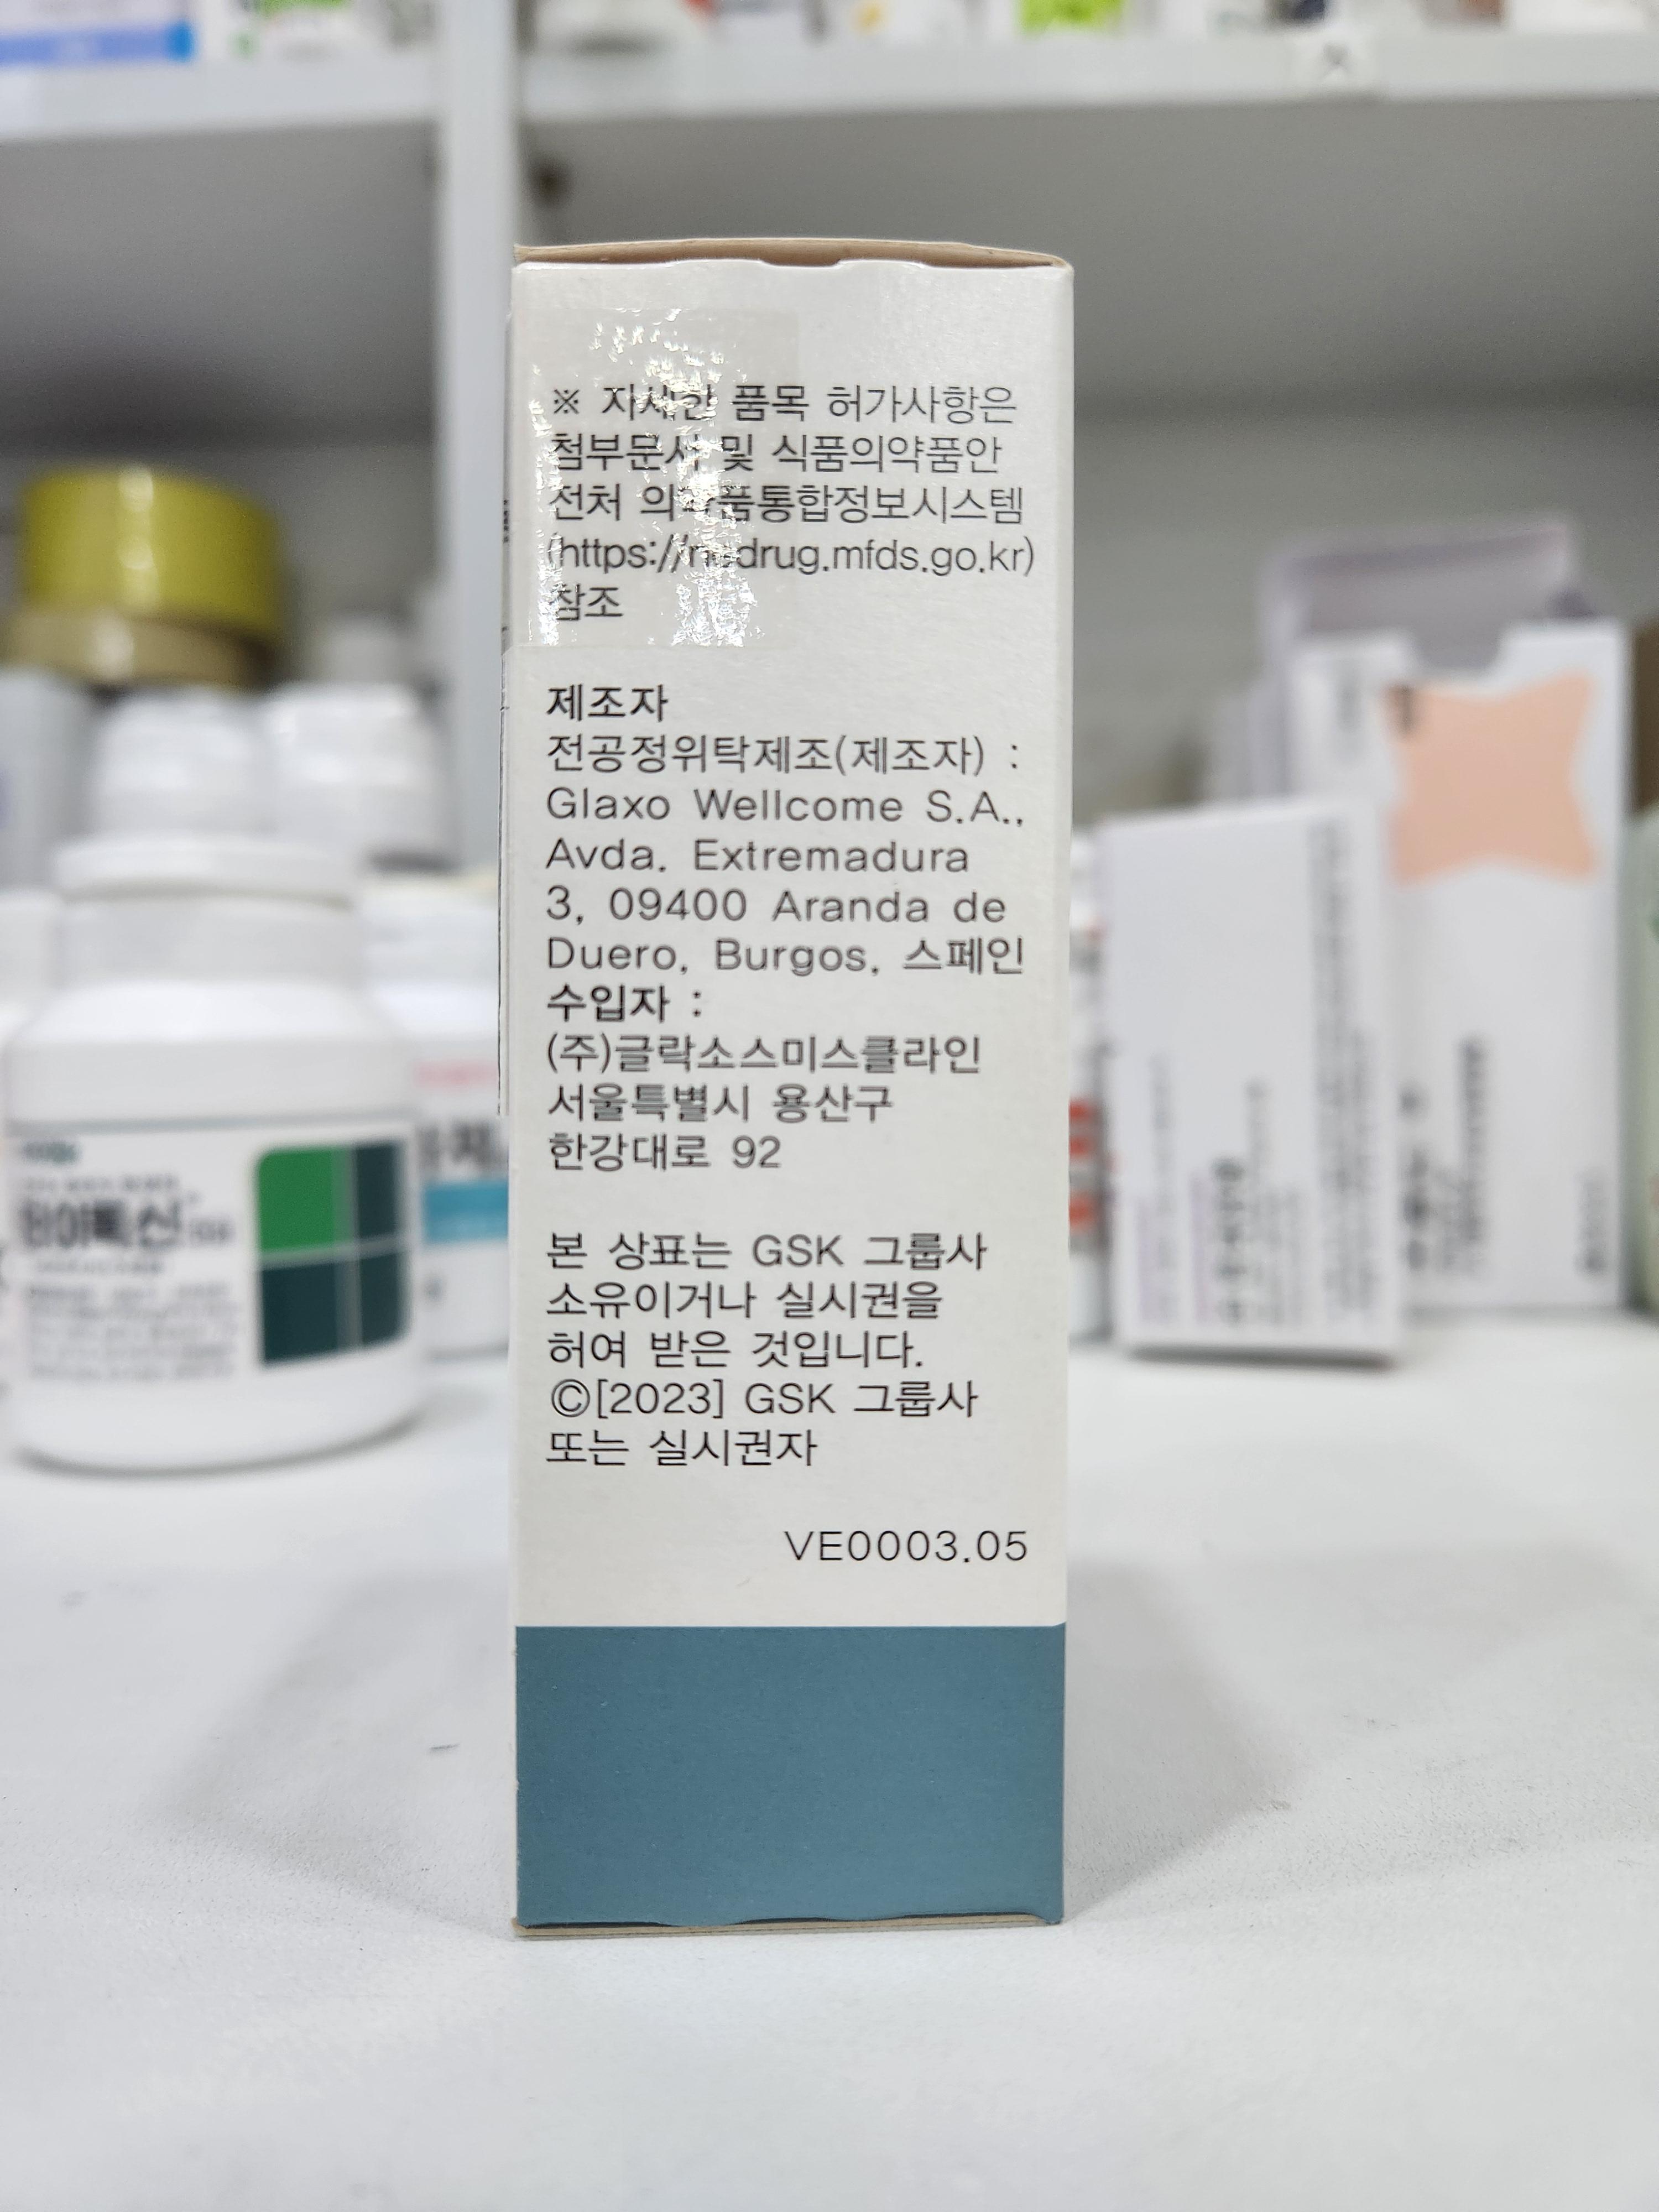 ※ 자세한 품목 허가사항은
첨부문서 및 식품의약품안
전처 의약품통합정보시스템
(https://nedrug.mfds.go.kr)
참조
제조자
전공정위탁제조(제조자) :
Glaxo Wellcome S.A.,
Avda. Extremadura
3, 09400 Aranda de
Duero, Burgos, 스페인
수입자 :
(주)글락소스미스클라인
서울특별시 용산구
한강대로 92
본 상표는 GSK 그룹사
소유이거나 실시권을
허여 받은 것입니다.
©[2023] GSK 그룹사
또는 실시권자
VE0003.05